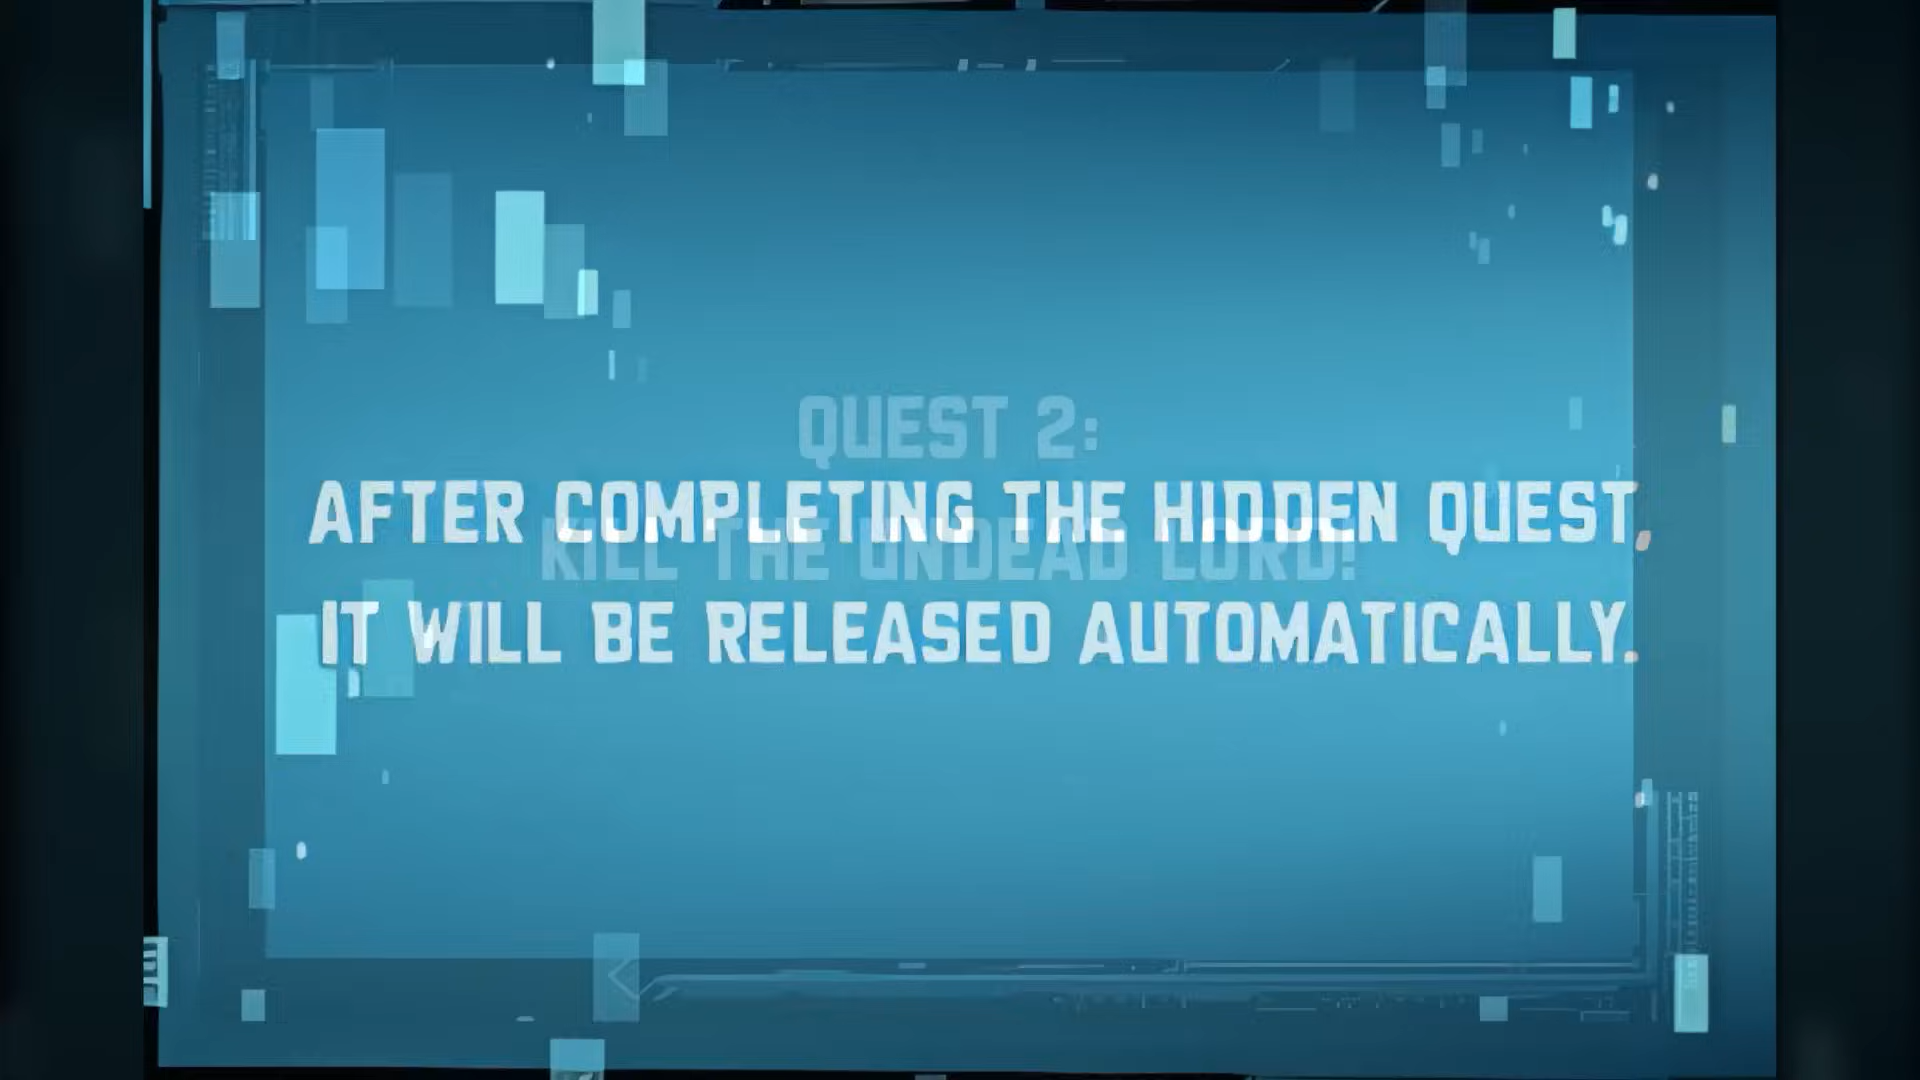 QUEST 2:
AFTER COMPLETING THE HIDDEN QUEST,
KILL THE UNDEAD LORD!
IT WILL BE RELEASED AUTOMATICALLY.